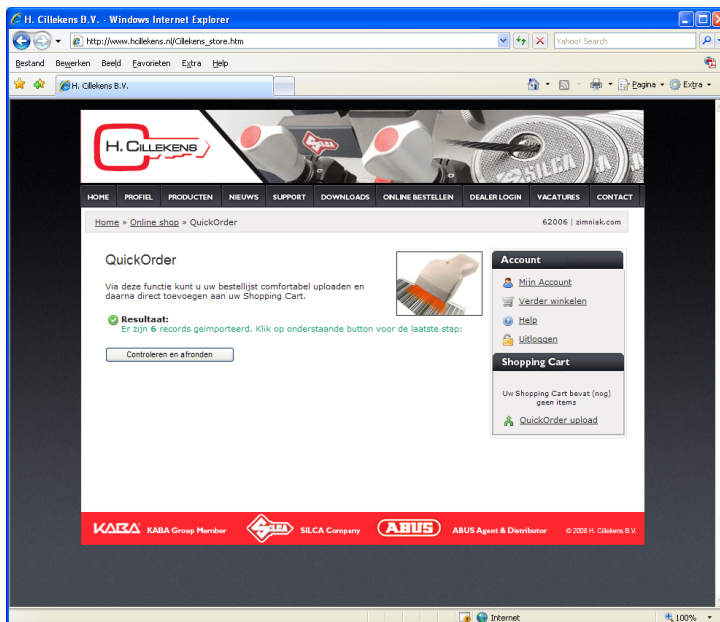 H. Cillekens B.V. - Windows Internet Explorer
http://www.hcillekens.nl/Cillekens_store.htm
Yahoo! Search
Bestand Bewerken Beeld Favorieten Extra Help
H. Cillekens B.V.
Pagina Extra
H. CILLEKENS
SILCA
SILCA
HOME PROFIEL PRODUCTEN NIEUWS SUPPORT DOWNLOADS ONLINE BESTELLEN DEALER LOGIN VACATURES CONTACT
Home » Online shop » QuickOrder
62006 | zimniak.com
QuickOrder
Via deze functie kunt u uw bestellijst comfortabel uploaden en
daarna direct toevoegen aan uw Shopping Cart.
Resultaat:
Er zijn 6 records geïmporteerd. Klik op onderstaande button voor de laatste stap:
Controleren en afronden
Account
Mijn Account
Verder winkelen
Help
Uitloggen
Shopping Cart
Uw Shopping Cart bevat (nog)
geen items
QuickOrder upload
KABA KABA Group Member SILCA SILCA Company ABUS ABUS Agent & Distributor © 2008 H. Cillekens B.V.
Internet
100%